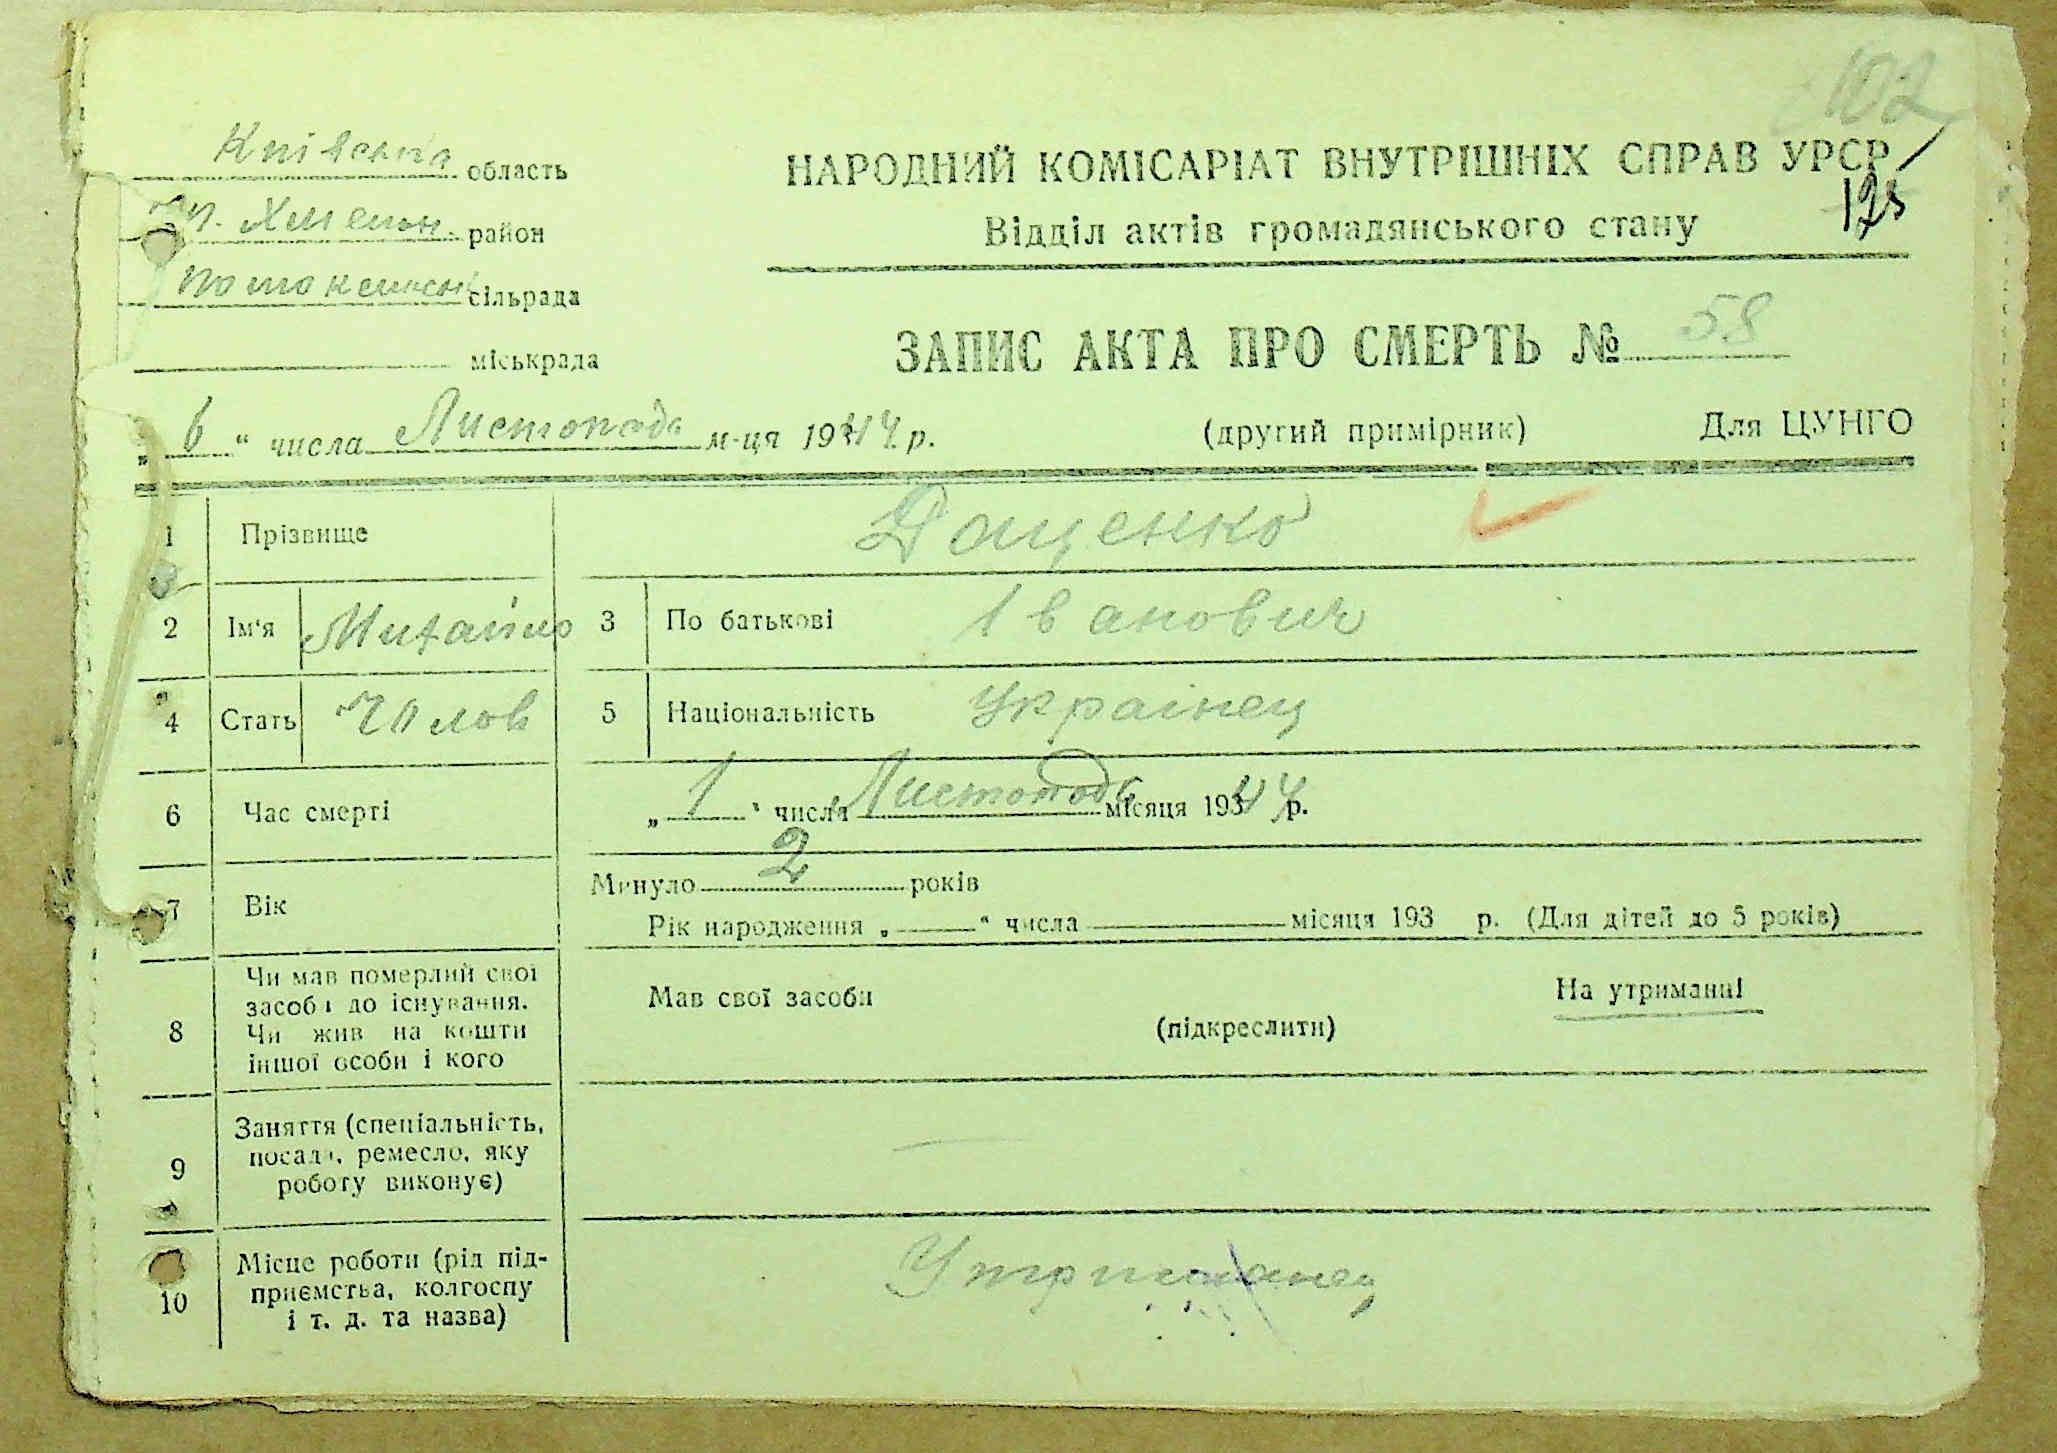 102
Київська область
НАРОДНИЙ КОМІСАРІАТ ВНУТРІШНІХ СПРАВ УРСР
125
район
Відділ актів громадянського стану
сільрада
міськрада
ЗАПИС АКТА ПРО СМЕРТЬ № 58
„ 6 “ числа Листопада м-ця 1944 р.
(другий примірник) Для ЦУНГО
1 Прізвище Даценко
2 Ім‘я Михайло 3 По батькові Іванович
4 Стать Чолов 5 Національність Українец
6 Час смерті „ 1 “ числа Листопада місяця 1944 р.
7 Вік Минуло 2 років
Рік народження „ “ числа місяця 193 р. (Для дітей до 5 років)
8 Чи мав померлий свої
засоби до існування.
Чи жив на кошти
іншої особи і кого
Мав свої засоби
(підкреслити)
На утриманні
9 Заняття (спеціальність,
посада, ремесло, яку
роботу виконує)
10 Місце роботи (рід під-
приємства, колгоспу
і т. д. та назва)
Утриманец